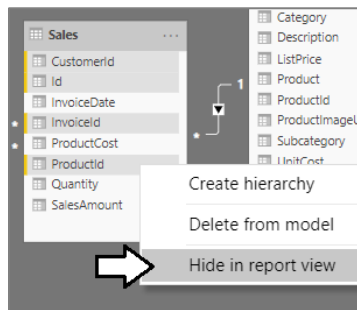 Sales ...
CustomerId
Id
InvoiceDate
InvoiceId
ProductCost
ProductId
Quantity
SalesAmount
1
*
*
*
Category
Description
ListPrice
Product
ProductId
ProductImageU
Subcategory
UnitCost
Create hierarchy
Delete from model
Hide in report view